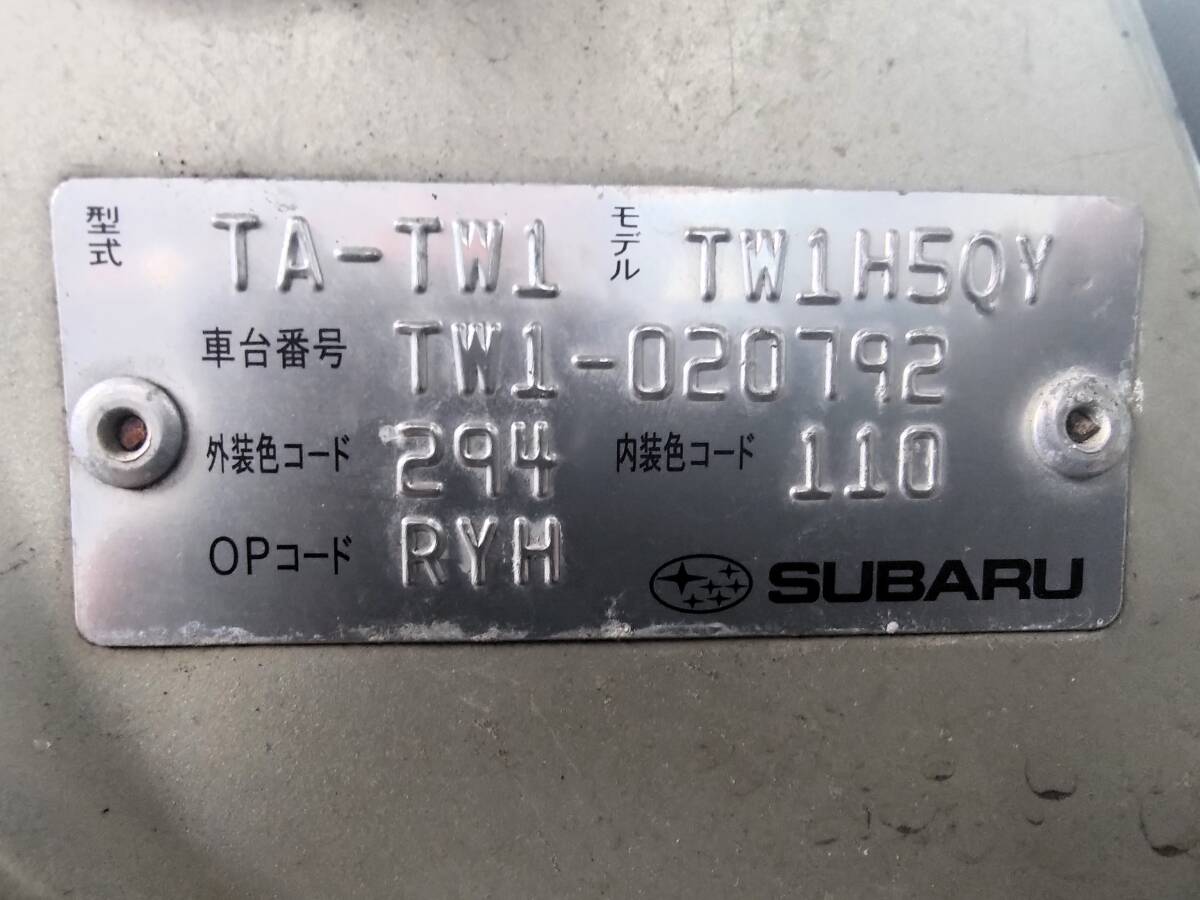 型式 TA-TW1 モデル TW1H5QY
車台番号 TW1-020792
外装色コード 294 内装色コード 110
OPコード RYH
SUBARU